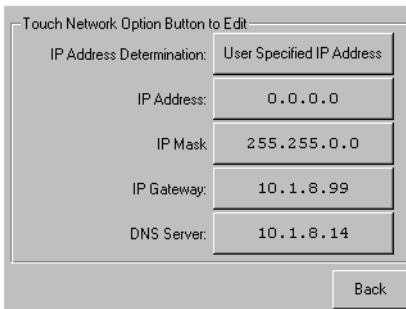 Touch Network Option Button to Edit
IP Address Determination: User Specified IP Address
IP Address: 0.0.0.0
IP Mask 255.255.0.0
IP Gateway: 10.1.8.99
DNS Server: 10.1.8.14
Back